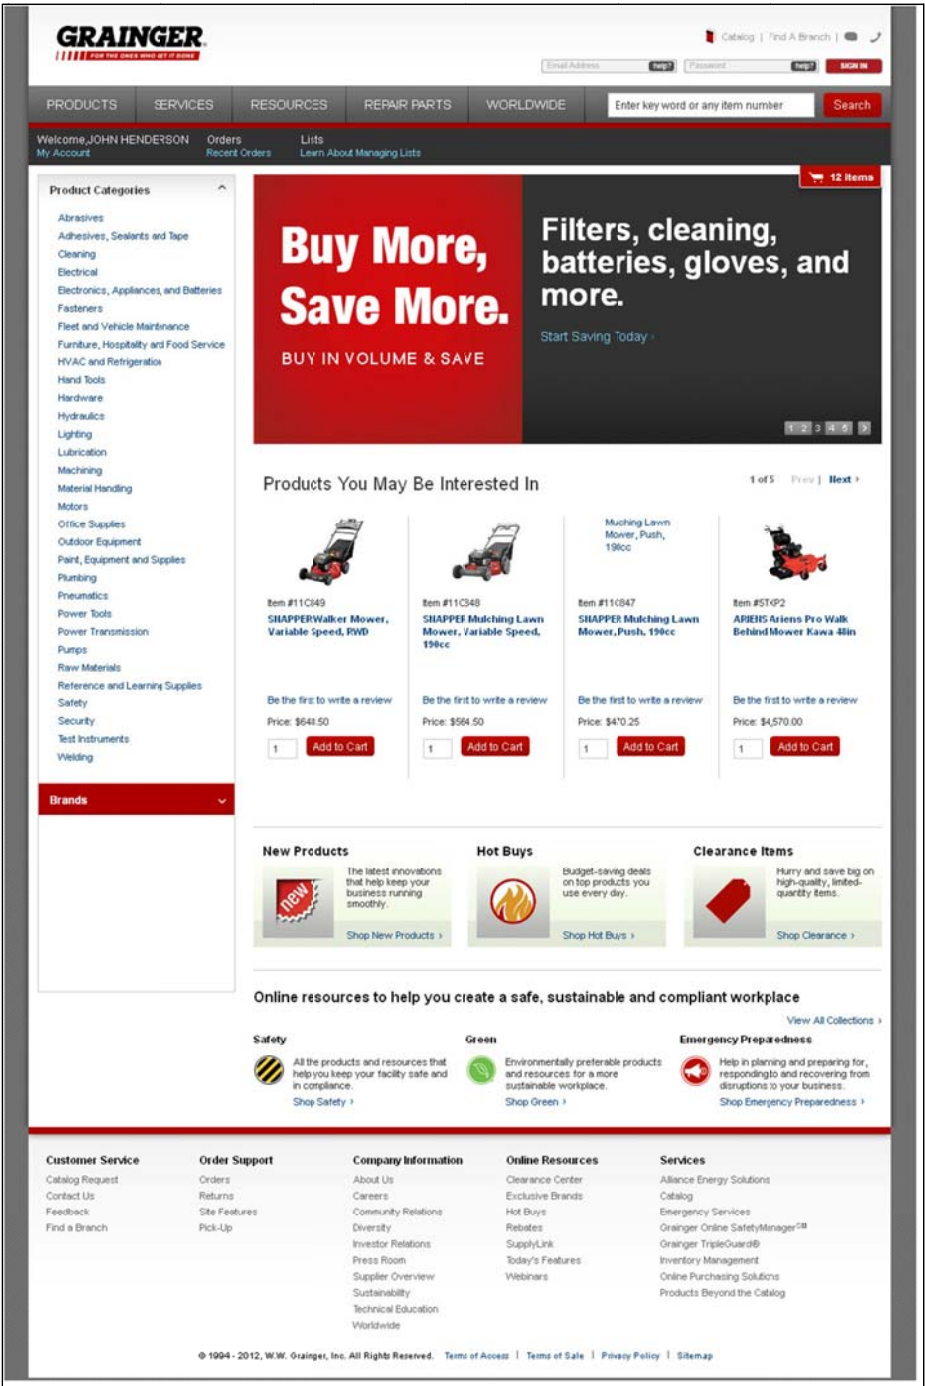 GRAINGER
FOR THE ONES WHO GET IT DONE
Catalog | Find A Branch |
Email Address help? Password help? SIGN IN
PRODUCTS SERVICES RESOURCES REPAIR PARTS WORLDWIDE Enter keyword or any item number Search
Welcome, JOHN HENDERSON Orders Lists
My Account Recent Orders Learn About Managing Lists
12 Items
Product Categories
Abrasives
Adhesives, Sealants and Tape
Cleaning
Electrical
Electronics, Appliances, and Batteries
Fasteners
Fleet and Vehicle Maintinance
Furniture, Hospitality and Food Service
HVAC and Refrigeration
Hand Tools
Hardware
Hydraulics
Lighting
Lubrication
Machining
Material Handling
Motors
Office Supplies
Outdoor Equipment
Paint, Equipment and Supplies
Plumbing
Pneumatics
Power Tools
Power Transmission
Pumps
Raw Materials
Reference and Learning Supplies
Safety
Security
Test Instruments
Welding
Brands
Buy More,
Save More.
BUY IN VOLUME & SAVE
Filters, cleaning,
batteries, gloves, and
more.
Start Saving Today ›
1 2 3 4 5 >
Products You May Be Interested In
1 of 5 Prev | Next ›
Item #11C849
SNAPPER Walker Mower,
Variable Speed, RWD
Be the first to write a review
Price: $648.50
1 Add to Cart
Item #11C848
SNAPPER Mulching Lawn
Mower, Variable Speed,
190cc
Be the first to write a review
Price: $564.50
1 Add to Cart
Mulching Lawn
Mower, Push,
190cc
Item #11C847
SNAPPER Mulching Lawn
Mower, Push, 190cc
Be the first to write a review
Price: $470.25
1 Add to Cart
ARIENS Ariens Pro Walk
Behind Mower Kawa 48in
Be the first to write a review
Price: $4,570.00
1 Add to Cart
New Products
new
The latest innovations
that help keep your
business running
smoothly.
Shop New Products ›
Hot Buys
Budget-saving deals
on top products you
use every day.
Shop Hot Buys ›
Clearance Items
Hurry and save big on
high-quality, limited-
quantity items.
Shop Clearance ›
Online resources to help you create a safe, sustainable and compliant workplace
View All Collections ›
Safety
All the products and resources that
help you keep your facility safe and
in compliance.
Shop Safety ›
Green
Environmentally preferable products
and resources for a more
sustainable workplace.
Shop Green ›
Emergency Preparedness
Help in planning and preparing for,
responding to and recovering from
disruptions to your business.
Shop Emergency Preparedness ›
Customer Service
Catalog Request
Contact Us
Feedback
Find a Branch
Order Support
Orders
Returns
Site Features
Pick-Up
Company Information
About Us
Careers
Community Relations
Diversity
Investor Relations
Press Room
Supplier Overview
Sustainability
Technical Education
Worldwide
Online Resources
Clearance Center
Exclusive Brands
Hot Buys
Rebates
SupplyLink
Today's Features
Webinars
Services
Alliance Energy Solutions
Catalog
Emergency Services
Grainger Online SafetyManager℠
Grainger TripleGuard®
Inventory Management
Online Purchasing Solutions
Products Beyond the Catalog
© 1994 - 2012, W.W. Grainger, Inc. All Rights Reserved. Terms of Access | Terms of Sale | Privacy Policy | Sitemap